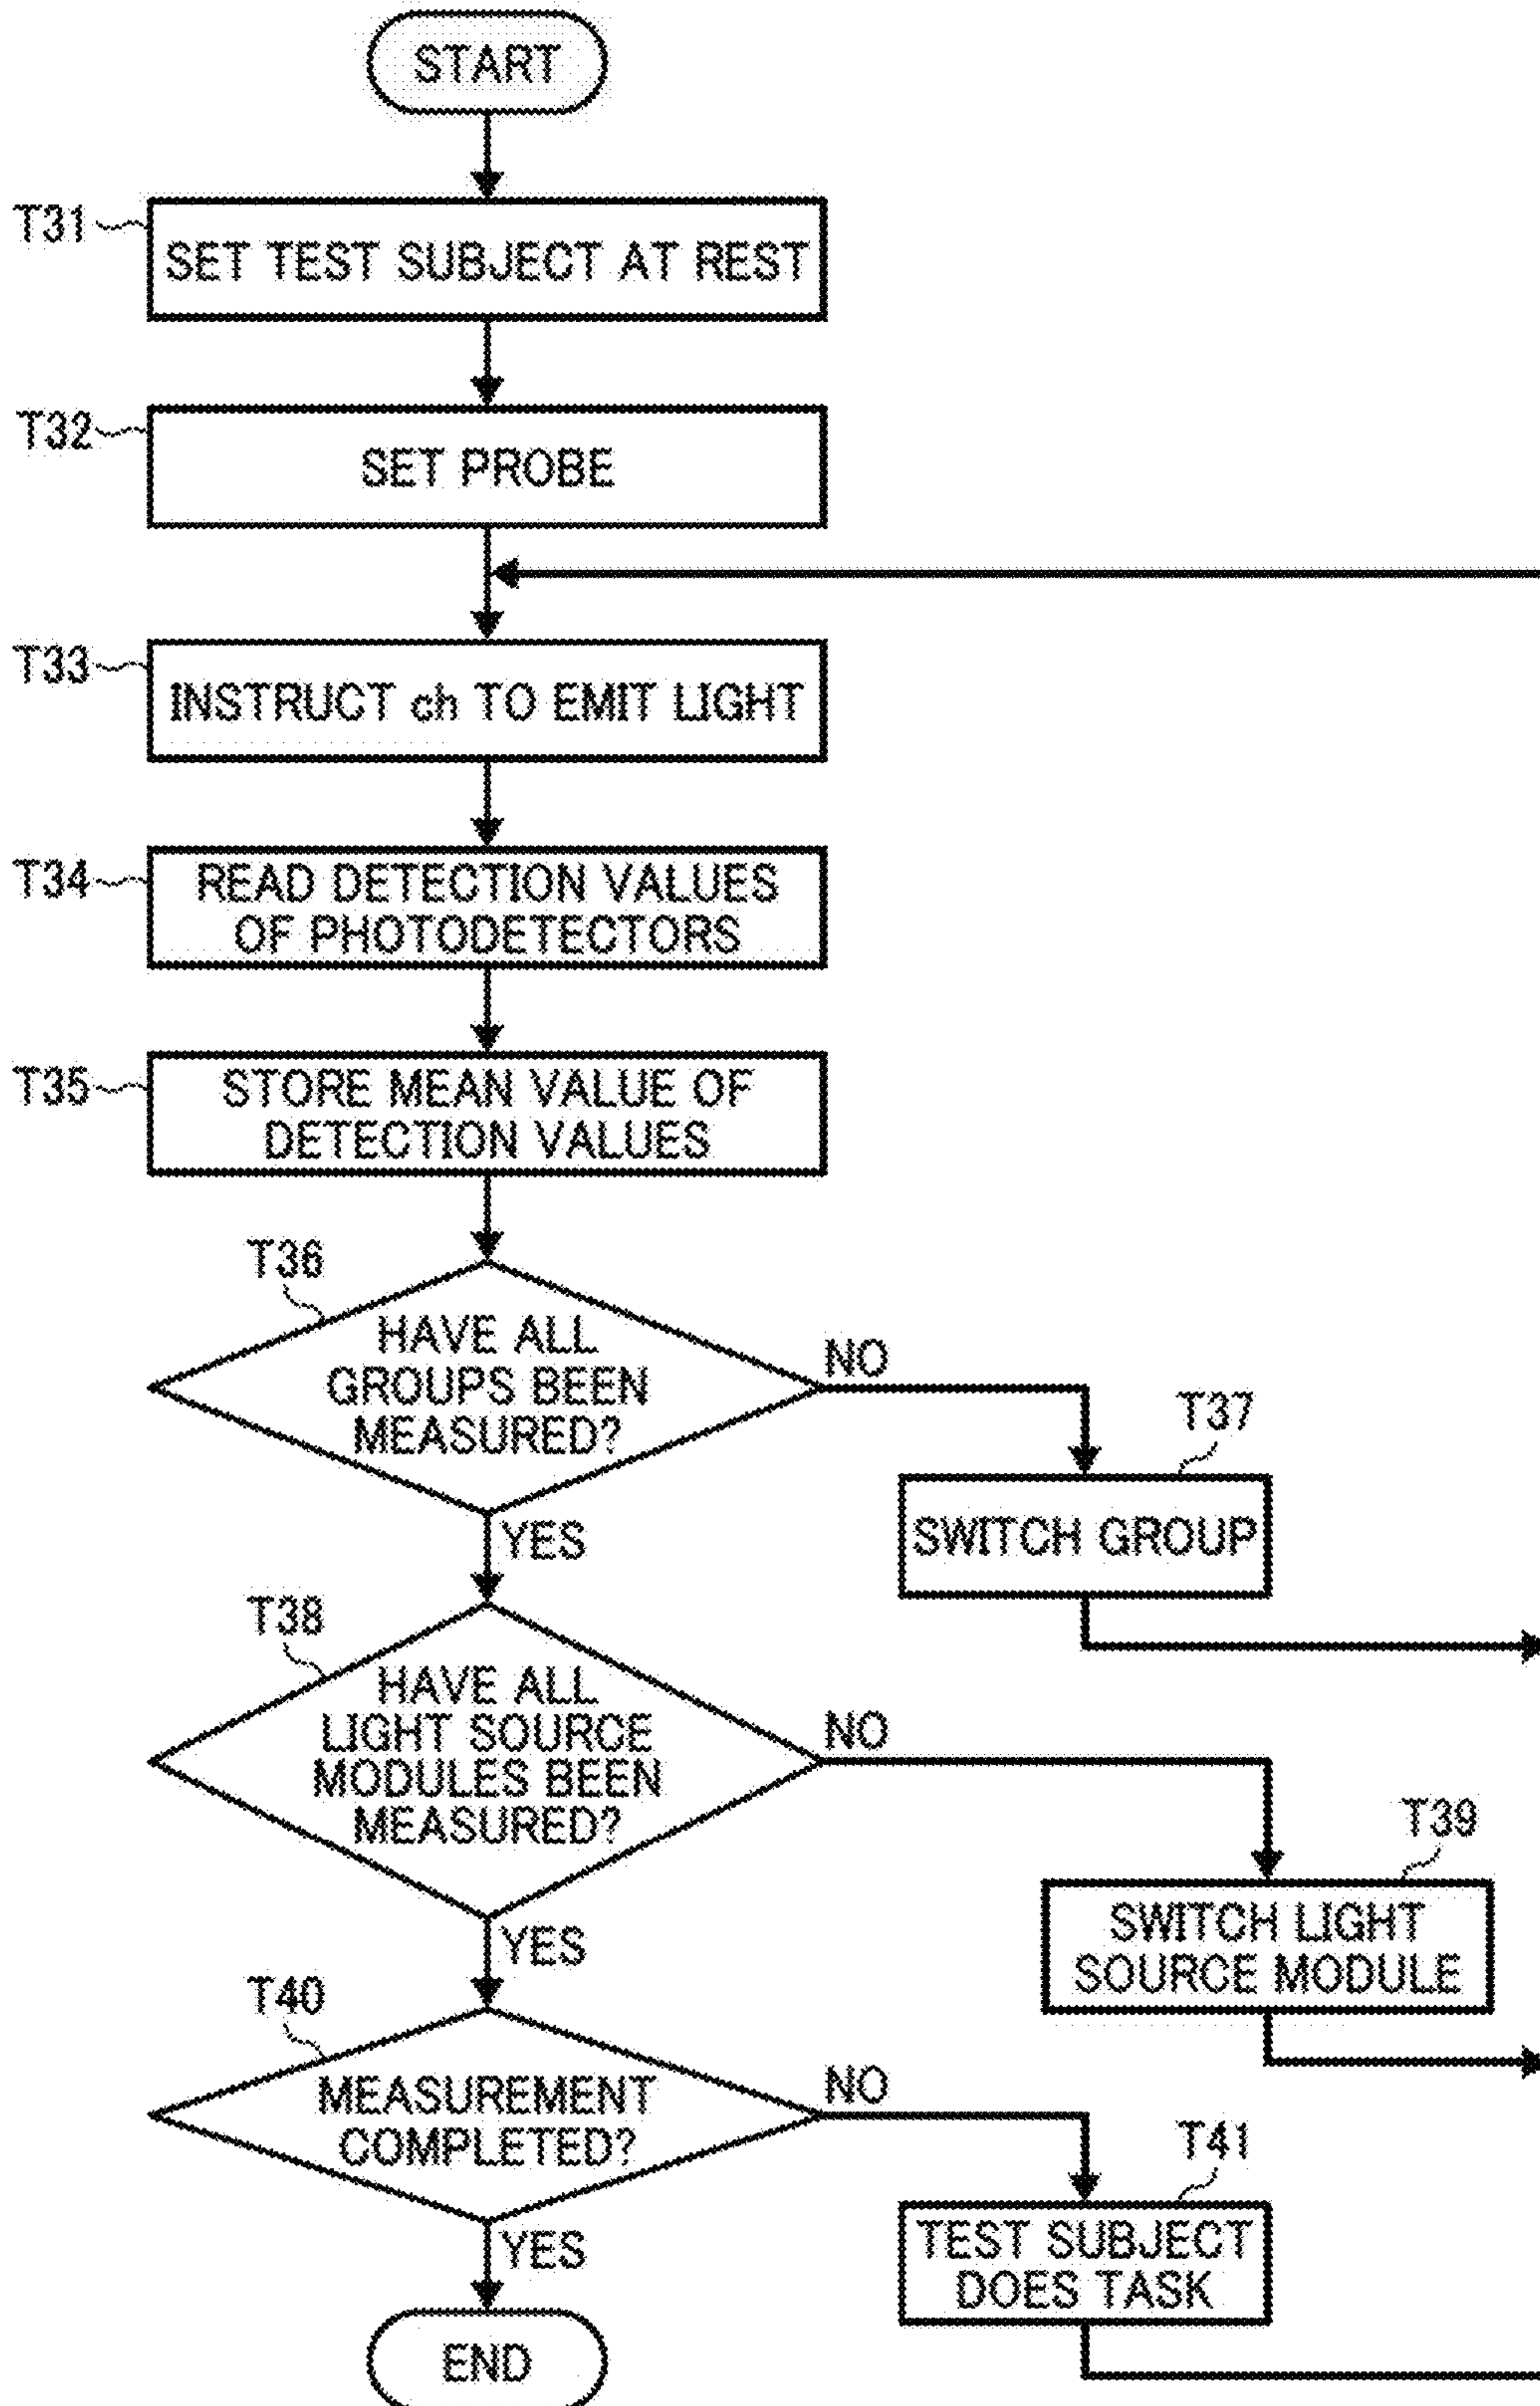 START
T31
SET TEST SUBJECT AT REST
T32
SET PROBE
T33
INSTRUCT ch TO EMIT LIGHT
T34
READ DETECTION VALUES
OF PHOTODETECTORS
T35
STORE MEAN VALUE OF
DETECTION VALUES
T36
HAVE ALL
GROUPS BEEN
MEASURED?
NO
T37
SWITCH GROUP
YES
T38
HAVE ALL
LIGHT SOURCE
MODULES BEEN
MEASURED?
NO
T39
SWITCH LIGHT
SOURCE MODULE
YES
T40
MEASUREMENT
COMPLETED?
NO
T41
TEST SUBJECT
DOES TASK
YES
END